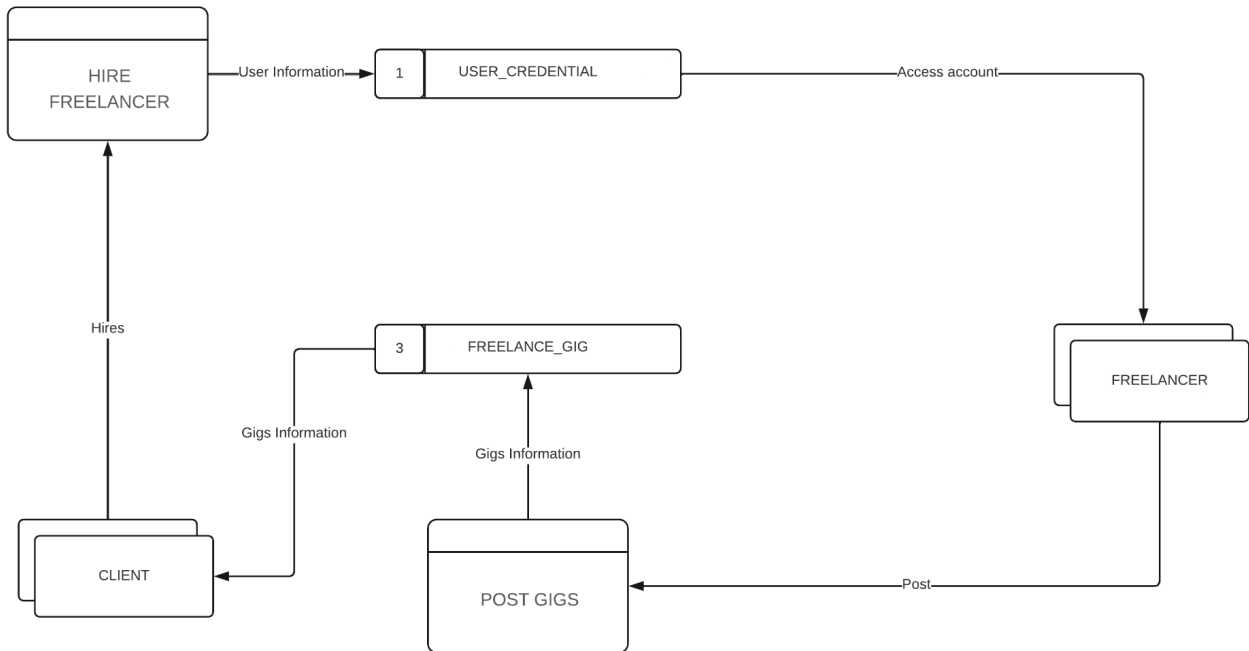 HIRE
FREELANCER
User Information
1
USER_CREDENTIAL
Access account
Hires
3
FREELANCE_GIG
FREELANCER
Gigs Information
Gigs Information
CLIENT
POST GIGS
Post